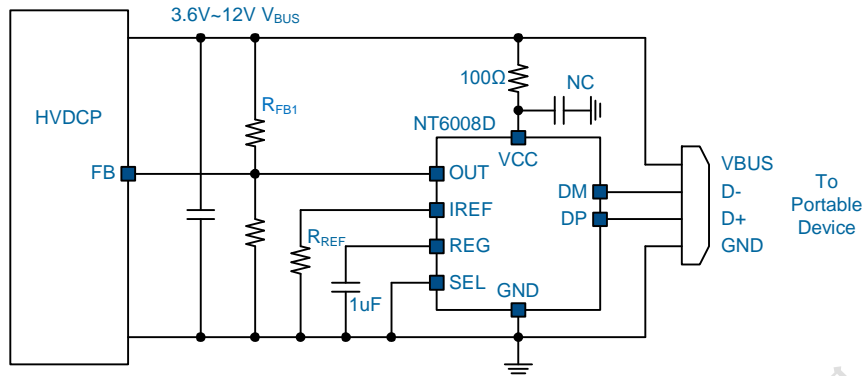 3.6V~12V VBUS
100Ω
NC
RFB1
HVDCP
NT6008D
VCC
FB
OUT
VBUS
DM
D-
To
Portable
Device
IREF
DP
D+
RREF
REG
GND
SEL
GND
1uF